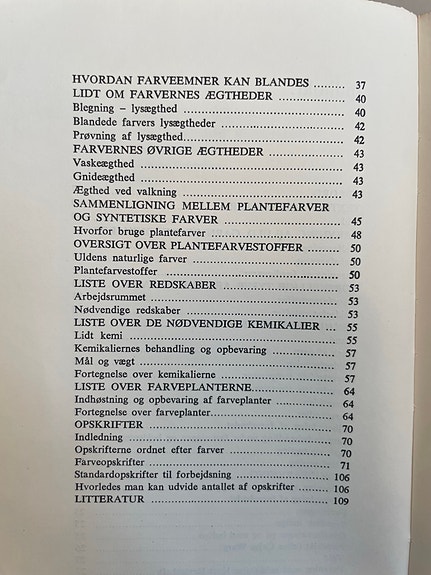 HVORDAN FARVEEMNER KAN BLANDES ......... 37
LIDT OM FARVERNES ÆGTHEDER .................... 40
Blegning – lysægthed .................................................. 40
Blandede farvers lysægtheder ...................................... 42
Prøvning af lysægthed.................................................. 42
FARVERNES ØVRIGE ÆGTHEDER ..................... 43
Vaskeægthed ............................................................. 43
Gnideægthed ............................................................. 43
Ægthed ved valkning .................................................. 43
SAMMENLIGNING MELLEM PLANTEFARVER
OG SYNTETISKE FARVER .................................... 45
Hvorfor bruge plantefarver ......................................... 48
OVERSIGT OVER PLANTEFARVESTOFFER ......... 50
Uldens naturlige farver ............................................... 50
Plantefarvestoffer ....................................................... 50
LISTE OVER REDSKABER .................................... 53
Arbejdsrummet .......................................................... 53
Nødvendige redskaber ................................................ 53
LISTE OVER DE NØDVENDIGE KEMIKALIER ... 55
Lidt kemi .................................................................. 55
Kemikaliernes behandling og opbevaring ..................... 57
Mål og vægt .............................................................. 57
Fortegnelse over kemikalierne ..................................... 57
LISTE OVER FARVEPLANTERNE........................... 64
Indhøstning og opbevaring af farveplanter ................... 64
Fortegnelse over farveplanter....................................... 64
OPSKRIFTER ........................................................... 70
Indledning ................................................................. 70
Opskrifterne ordnet efter farver ................................... 70
Farveopskrifter .......................................................... 71
Standardopskrifter til forbejdsning .............................. 106
Hvorledes man kan udvide antallet af opskrifter ........... 106
LITTERATUR ........................................................... 109